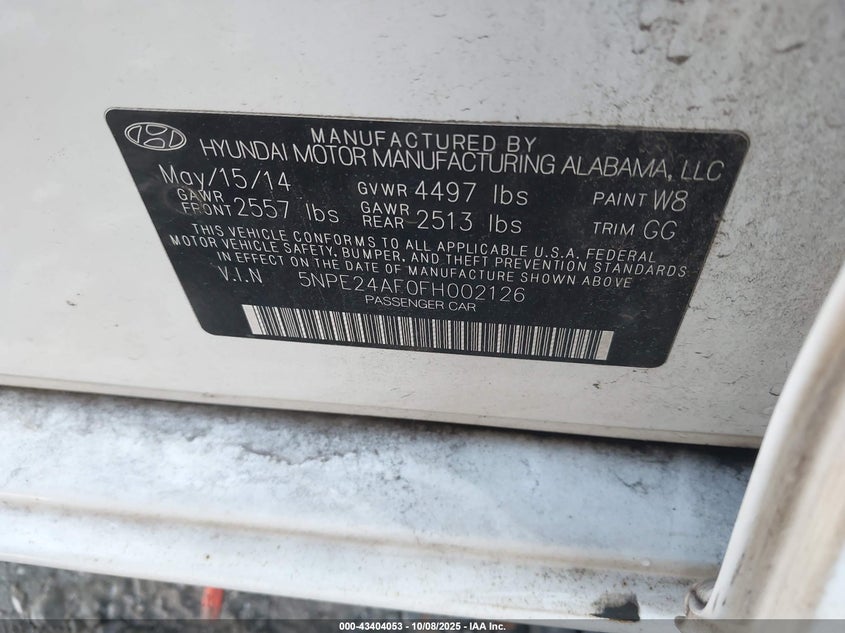 MANUFACTURED BY
HYUNDAI MOTOR MANUFACTURING ALABAMA, LLC
May/15/14 GVWR 4497 lbs PAINT W8
GAWR FRONT 2557 lbs GAWR REAR 2513 lbs TRIM GG
THIS VEHICLE CONFORMS TO ALL APPLICABLE U.S.A. FEDERAL
MOTOR VEHICLE SAFETY, BUMPER, AND THEFT PREVENTION STANDARDS
IN EFFECT ON THE DATE OF MANUFACTURE SHOWN ABOVE
V.I.N 5NPE24AF0FH002126
PASSENGER CAR
000-43404053 - 10/08/2025 - IAA Inc.